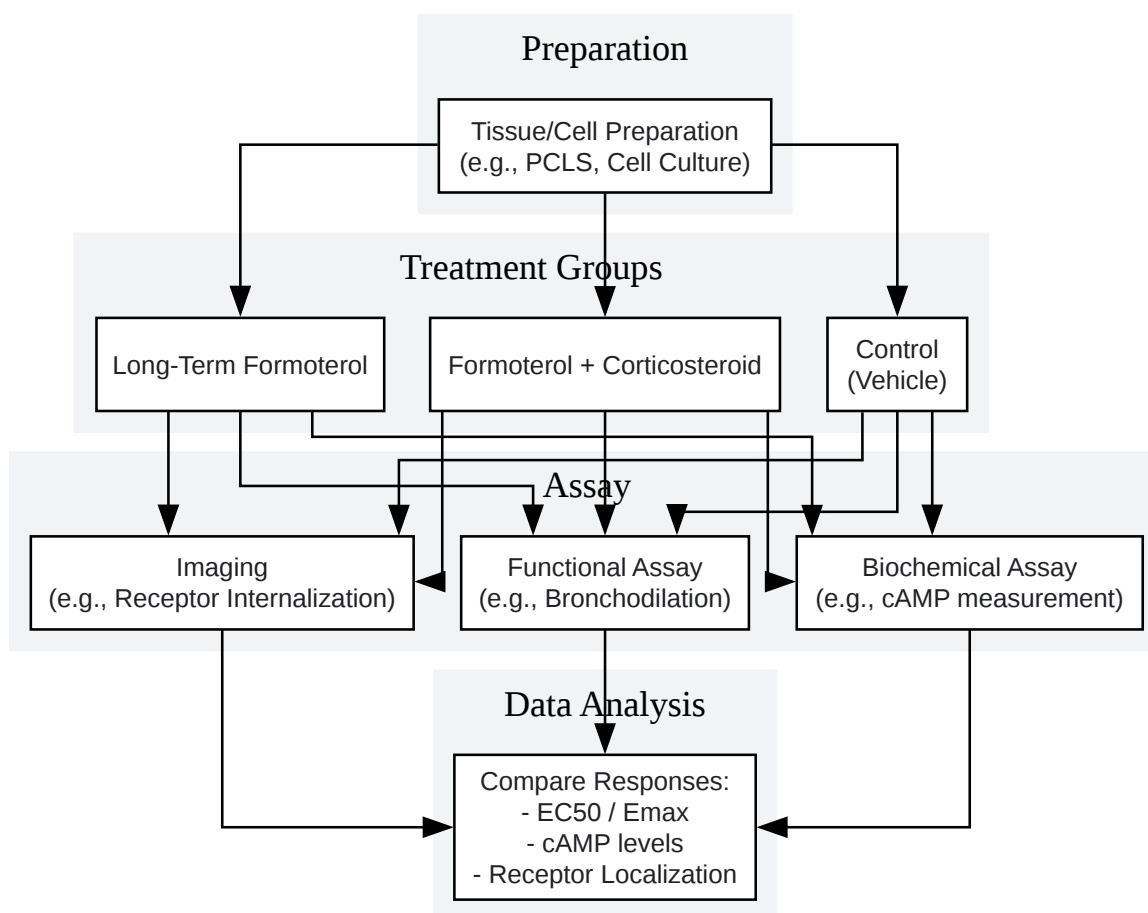 Preparation
Tissue/Cell Preparation
(e.g., PCLS, Cell Culture)
Treatment Groups
Long-Term Formoterol
Formoterol + Corticosteroid
Control
(Vehicle)
Assay
Imaging
(e.g., Receptor Internalization)
Functional Assay
(e.g., Bronchodilation)
Biochemical Assay
(e.g., cAMP measurement)
Data Analysis
Compare Responses:
- EC50 / Emax
- cAMP levels
- Receptor Localization